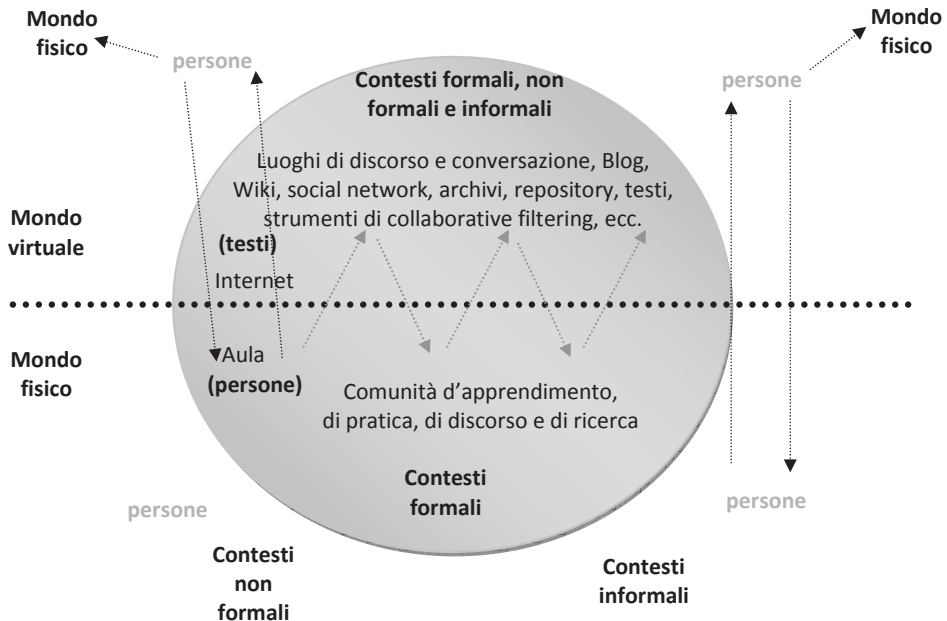 Mondo
fisico
persone
Mondo
fisico
persone
Contesti formali, non
formali e informali
Luoghi di discorso e conversazione, Blog,
Wiki, social network, archivi, repository, testi,
strumenti di collaborative filtering, ecc.
Mondo
virtuale
(testi)
Internet
Mondo
fisico
Aula
(persone)
Comunità d’apprendimento,
di pratica, di discorso e di ricerca
Contesti
formali
persone
persone
Contesti
non
formali
Contesti
informali